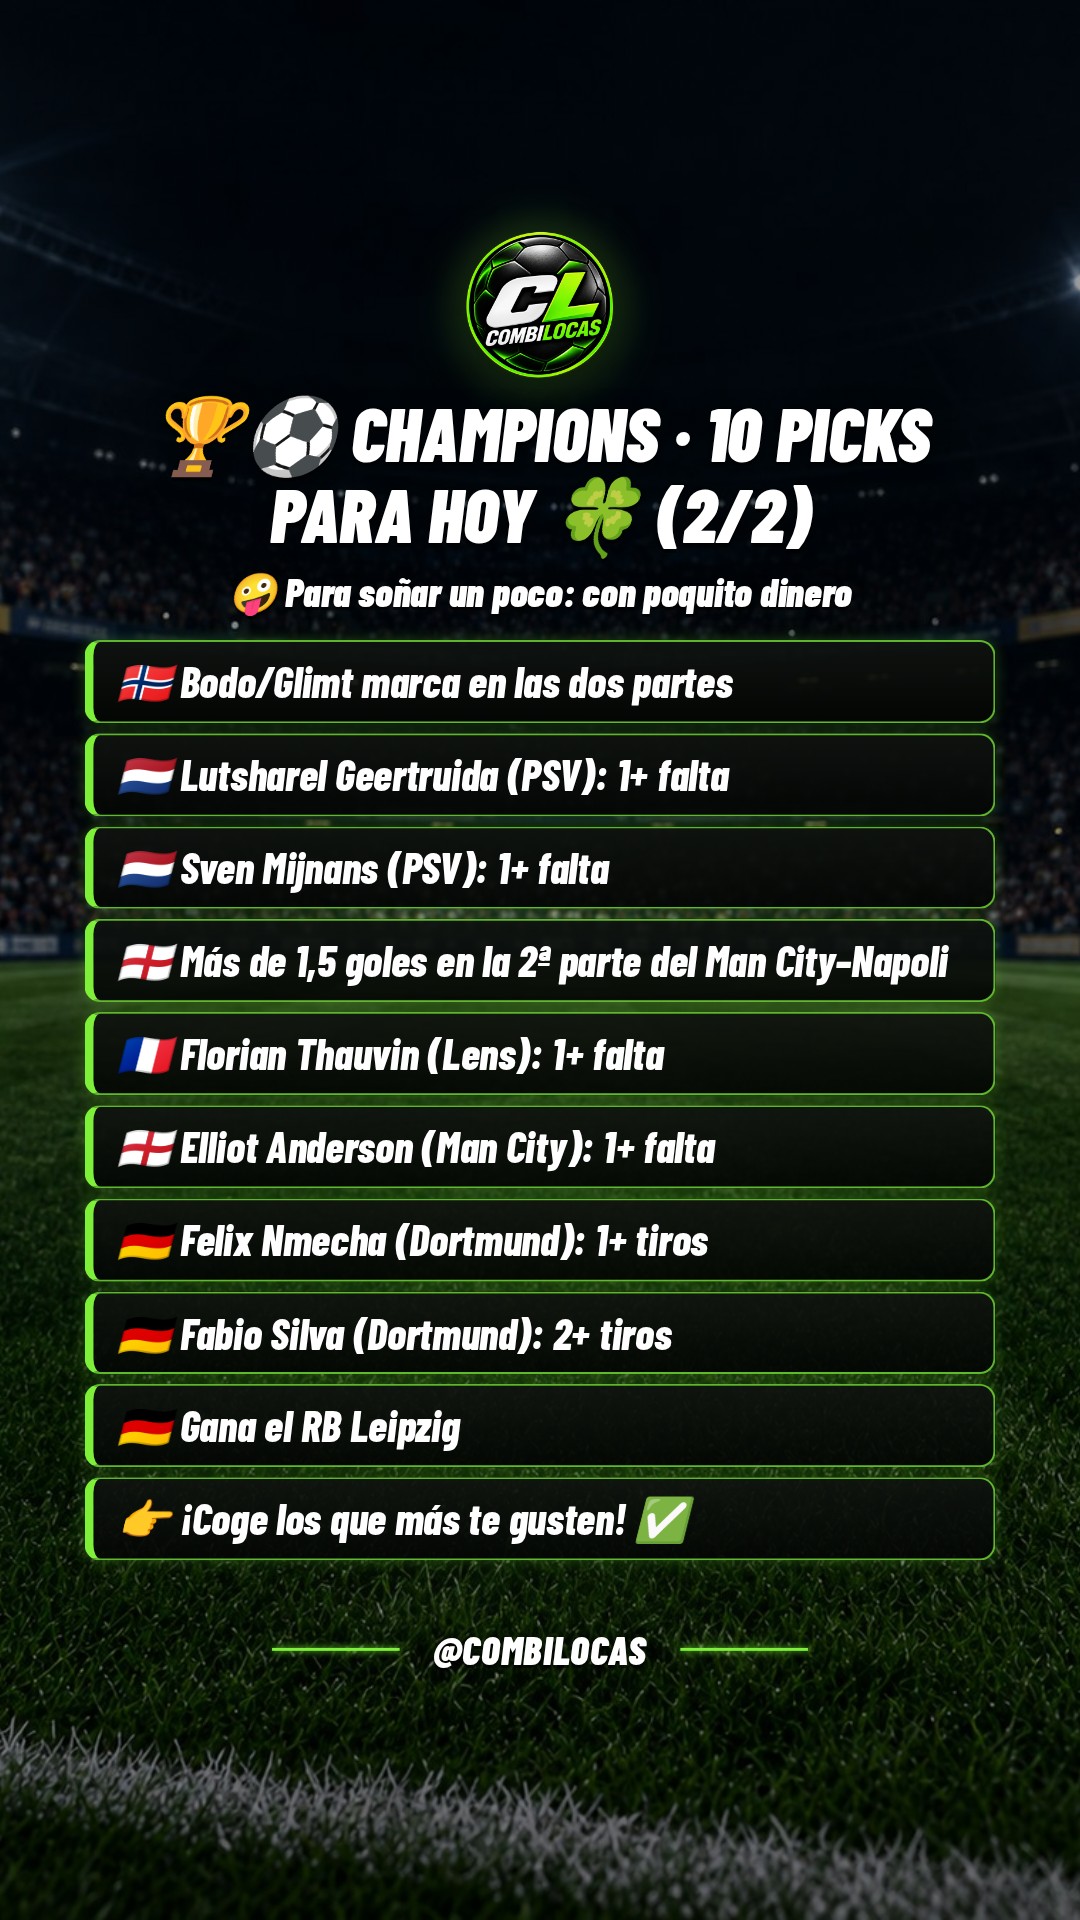 CL
COMBILOCAS
🏆⚽ CHAMPIONS · 10 PICKS
PARA HOY 🍀 (2/2)
🤪 Para soñar un poco: con poquito dinero
🇳🇴 Bodo/Glimt marca en las dos partes
🇳🇱 Lutsharel Geertruida (PSV): 1+ falta
🇳🇱 Sven Mijnans (PSV): 1+ falta
🏴󠁧󠁢󠁥󠁮󠁧󠁿 Más de 1,5 goles en la 2ª parte del Man City-Napoli
🇫🇷 Florian Thauvin (Lens): 1+ falta
🏴󠁧󠁢󠁥󠁮󠁧󠁿 Elliot Anderson (Man City): 1+ falta
🇩🇪 Felix Nmecha (Dortmund): 1+ tiros
🇩🇪 Fabio Silva (Dortmund): 2+ tiros
🇩🇪 Gana el RB Leipzig
👉 ¡Coge los que más te gusten! ✅
@COMBILOCAS